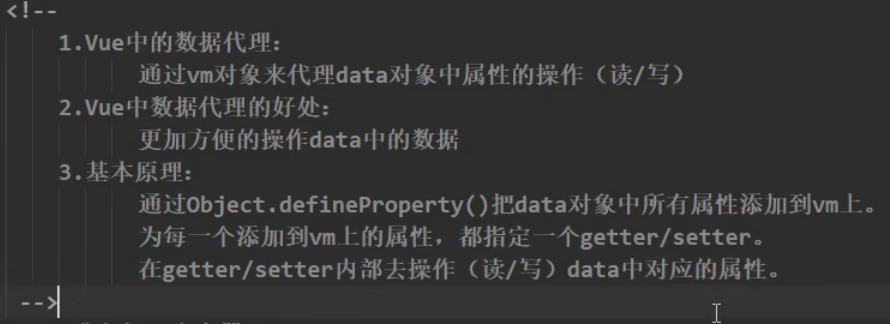 <!--
1.Vue中的数据代理：
通过vm对象来代理data对象中属性的操作（读/写）
2.Vue中数据代理的好处：
更加方便的操作data中的数据
3.基本原理：
通过Object.defineProperty()把data对象中所有属性添加到vm上。
为每一个添加到vm上的属性，都指定一个getter/setter。
在getter/setter内部去操作（读/写）data中对应的属性。
-->